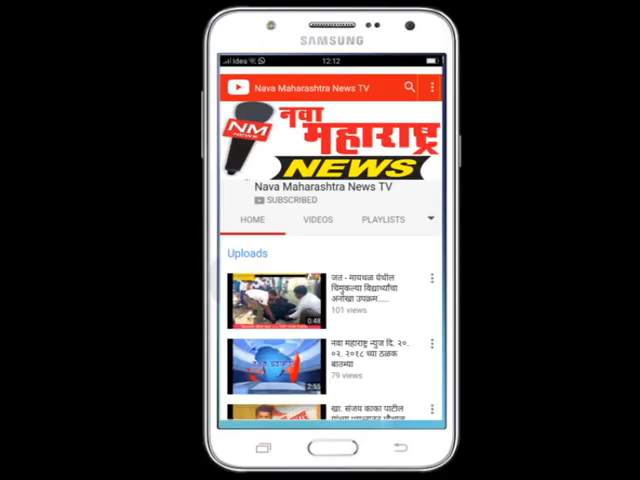 SAMSUNG
Idea
12:12
Nava Maharashtra News TV
नवा
महाराष्ट्र
NM
NEWS
NEWS
Nava Maharashtra News TV
SUBSCRIBED
HOME VIDEOS PLAYLISTS
Uploads
जत - मायथळ येथील
चिमुकल्या विद्यार्थ्यांचा
अनोखा उपक्रम.....
101 views
0:48
नवा महाराष्ट्र न्युज दि. २०.
०२. २०१८ च्या ठळक
बातम्या
79 views
2:55
खा. संजय काका पाटील